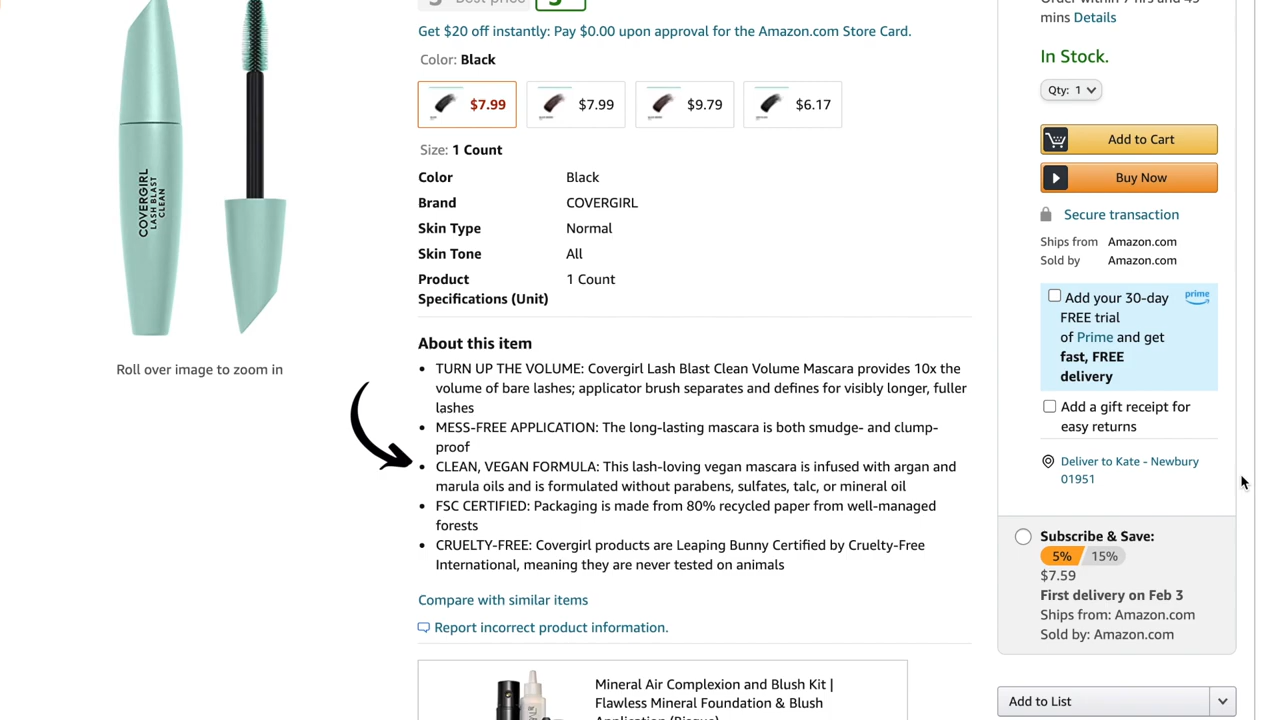 Order within 7 hrs and 45
mins Details
Get $20 off instantly: Pay $0.00 upon approval for the Amazon.com Store Card.
In Stock.
Color: Black
Qty: 1
$7.99
$7.99
$9.79
$6.17
Add to Cart
Size: 1 Count
Color Black
Buy Now
Brand COVERGIRL
COVERGIRL
LASH BLAST
CLEAN
Secure transaction
Skin Type Normal
Ships from Amazon.com
Skin Tone All
Sold by Amazon.com
Product 1 Count
Specifications (Unit)
prime
Add your 30-day
FREE trial
of Prime and get
fast, FREE
delivery
About this item
Roll over image to zoom in
TURN UP THE VOLUME: Covergirl Lash Blast Clean Volume Mascara provides 10x the
volume of bare lashes; applicator brush separates and defines for visibly longer, fuller
lashes
MESS-FREE APPLICATION: The long-lasting mascara is both smudge- and clump-
proof
CLEAN, VEGAN FORMULA: This lash-loving vegan mascara is infused with argan and
marula oils and is formulated without parabens, sulfates, talc, or mineral oil
FSC CERTIFIED: Packaging is made from 80% recycled paper from well-managed
forests
CRUELTY-FREE: Covergirl products are Leaping Bunny Certified by Cruelty-Free
International, meaning they are never tested on animals
Add a gift receipt for
easy returns
Deliver to Kate - Newbury
01951
Subscribe & Save:
5% 15%
$7.59
First delivery on Feb 3
Ships from: Amazon.com
Sold by: Amazon.com
Compare with similar items
Report incorrect product information.
Mineral Air Complexion and Blush Kit |
Flawless Mineral Foundation & Blush
Add to List